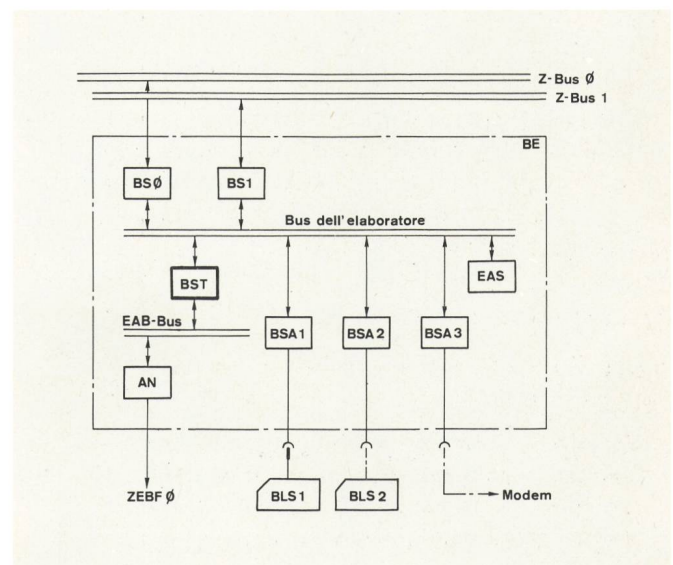 Z-Bus Ø
Z-Bus 1
BE
BSØ
BS1
Bus dell'elaboratore
BST
EAS
EAB-Bus
BSA1
BSA2
BSA3
AN
ZEBFØ
BLS1
BLS2
Modem